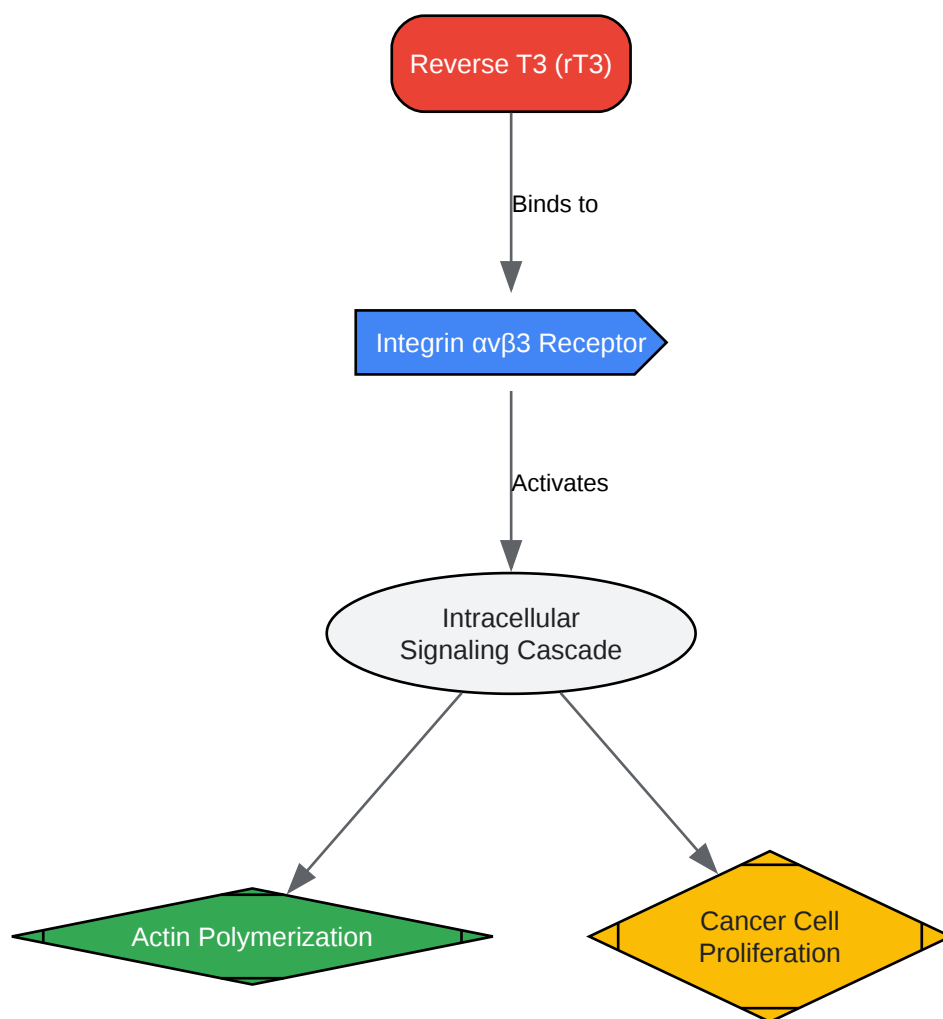 Reverse T3 (rT3)
Binds to
Integrin αvβ3 Receptor
Activates
Intracellular
Signaling Cascade
Actin Polymerization
Cancer Cell
Proliferation